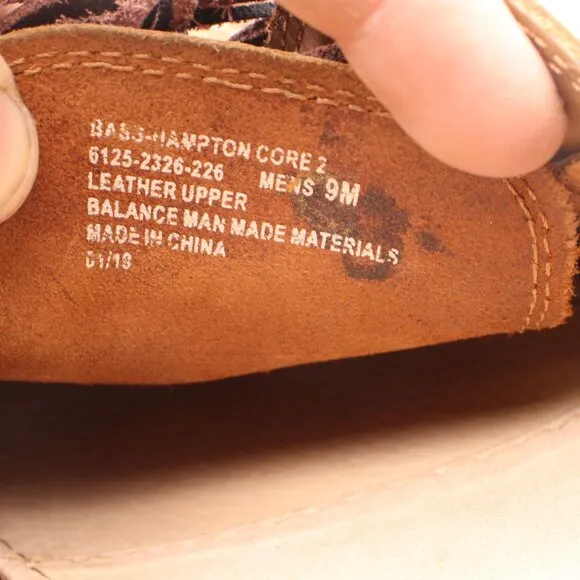 BASS-HAMPTON CORE 2
6125-2326-226 MENS 9M
LEATHER UPPER
BALANCE MAN MADE MATERIALS
MADE IN CHINA
01/19